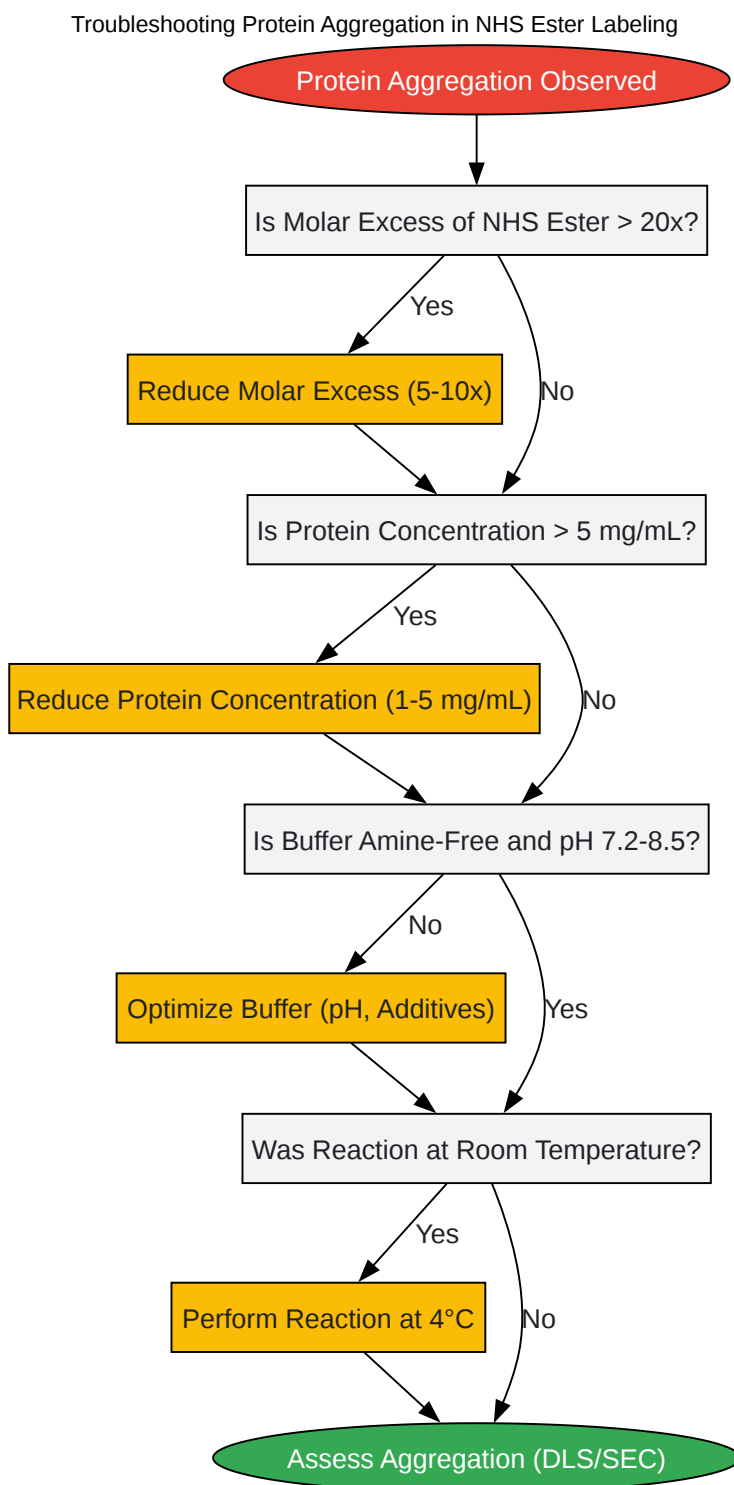 Troubleshooting Protein Aggregation in NHS Ester Labeling
Protein Aggregation Observed
Is Molar Excess of NHS Ester > 20x?
Yes
Reduce Molar Excess (5-10x)
No
Is Protein Concentration > 5 mg/mL?
Yes
Reduce Protein Concentration (1-5 mg/mL)
No
Is Buffer Amine-Free and pH 7.2-8.5?
No
Optimize Buffer (pH, Additives)
Yes
Was Reaction at Room Temperature?
Yes
Perform Reaction at 4°C
No
Assess Aggregation (DLS/SEC)